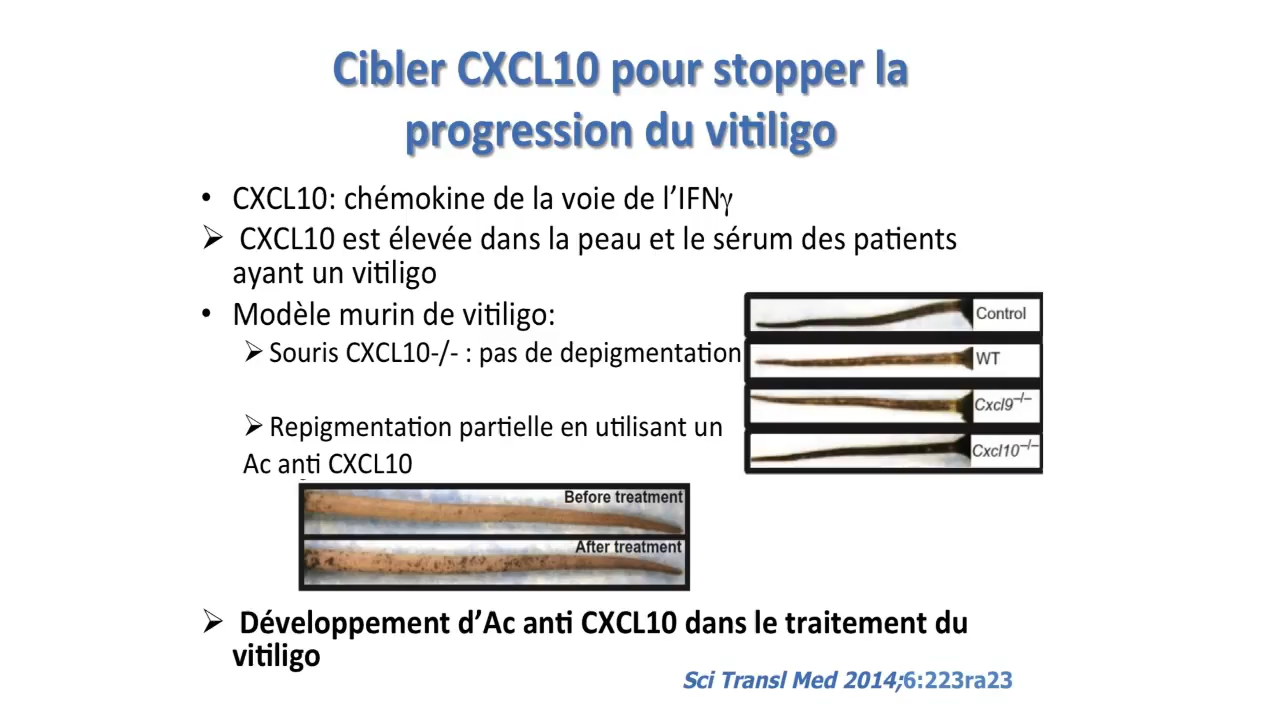 Cibler CXCL10 pour stopper la
progression du vitiligo
• CXCL10: chémokine de la voie de l’IFNγ
➢ CXCL10 est élevée dans la peau et le sérum des patients
ayant un vitiligo
• Modèle murin de vitiligo:
➢ Souris CXCL10-/- : pas de depigmentation
➢ Repigmentation partielle en utilisant un
Ac anti CXCL10
Control
WT
Cxcl9–/–
Cxcl10–/–
Before treatment
After treatment
➢ Développement d’Ac anti CXCL10 dans le traitement du
vitiligo
Sci Transl Med 2014;6:223ra23